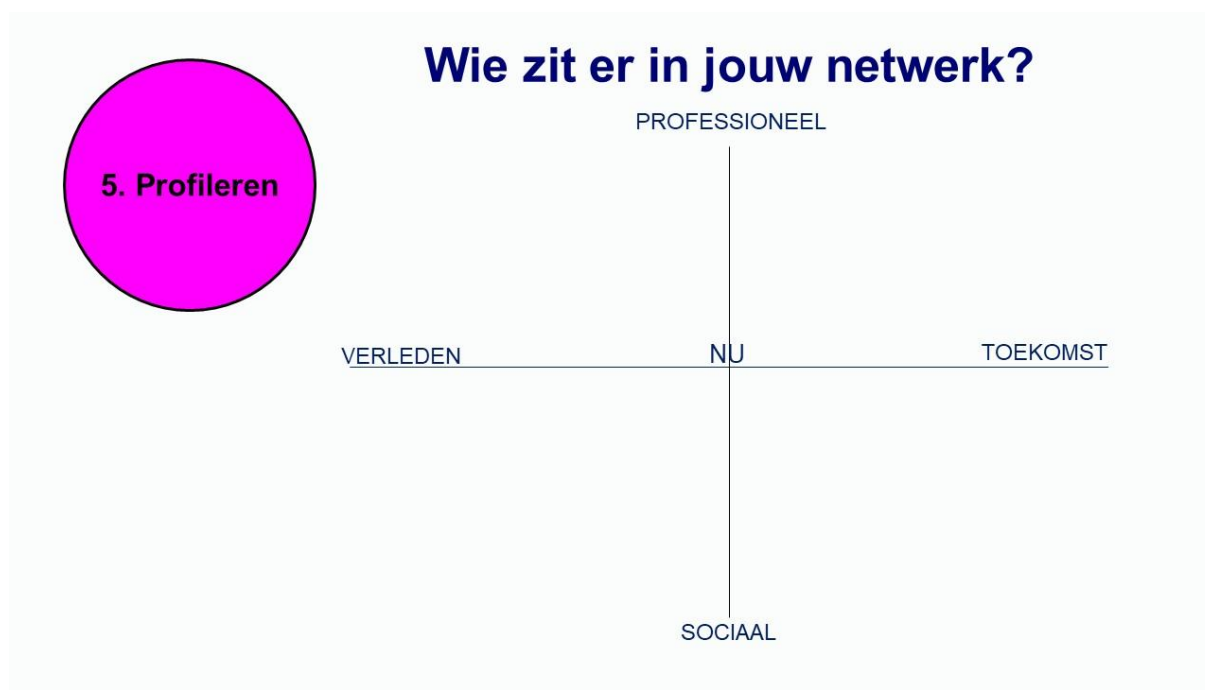 Wie zit er in jouw netwerk?
PROFESSIONEEL
5. Profileren
VERLEDEN
NU
TOEKOMST
SOCIAAL